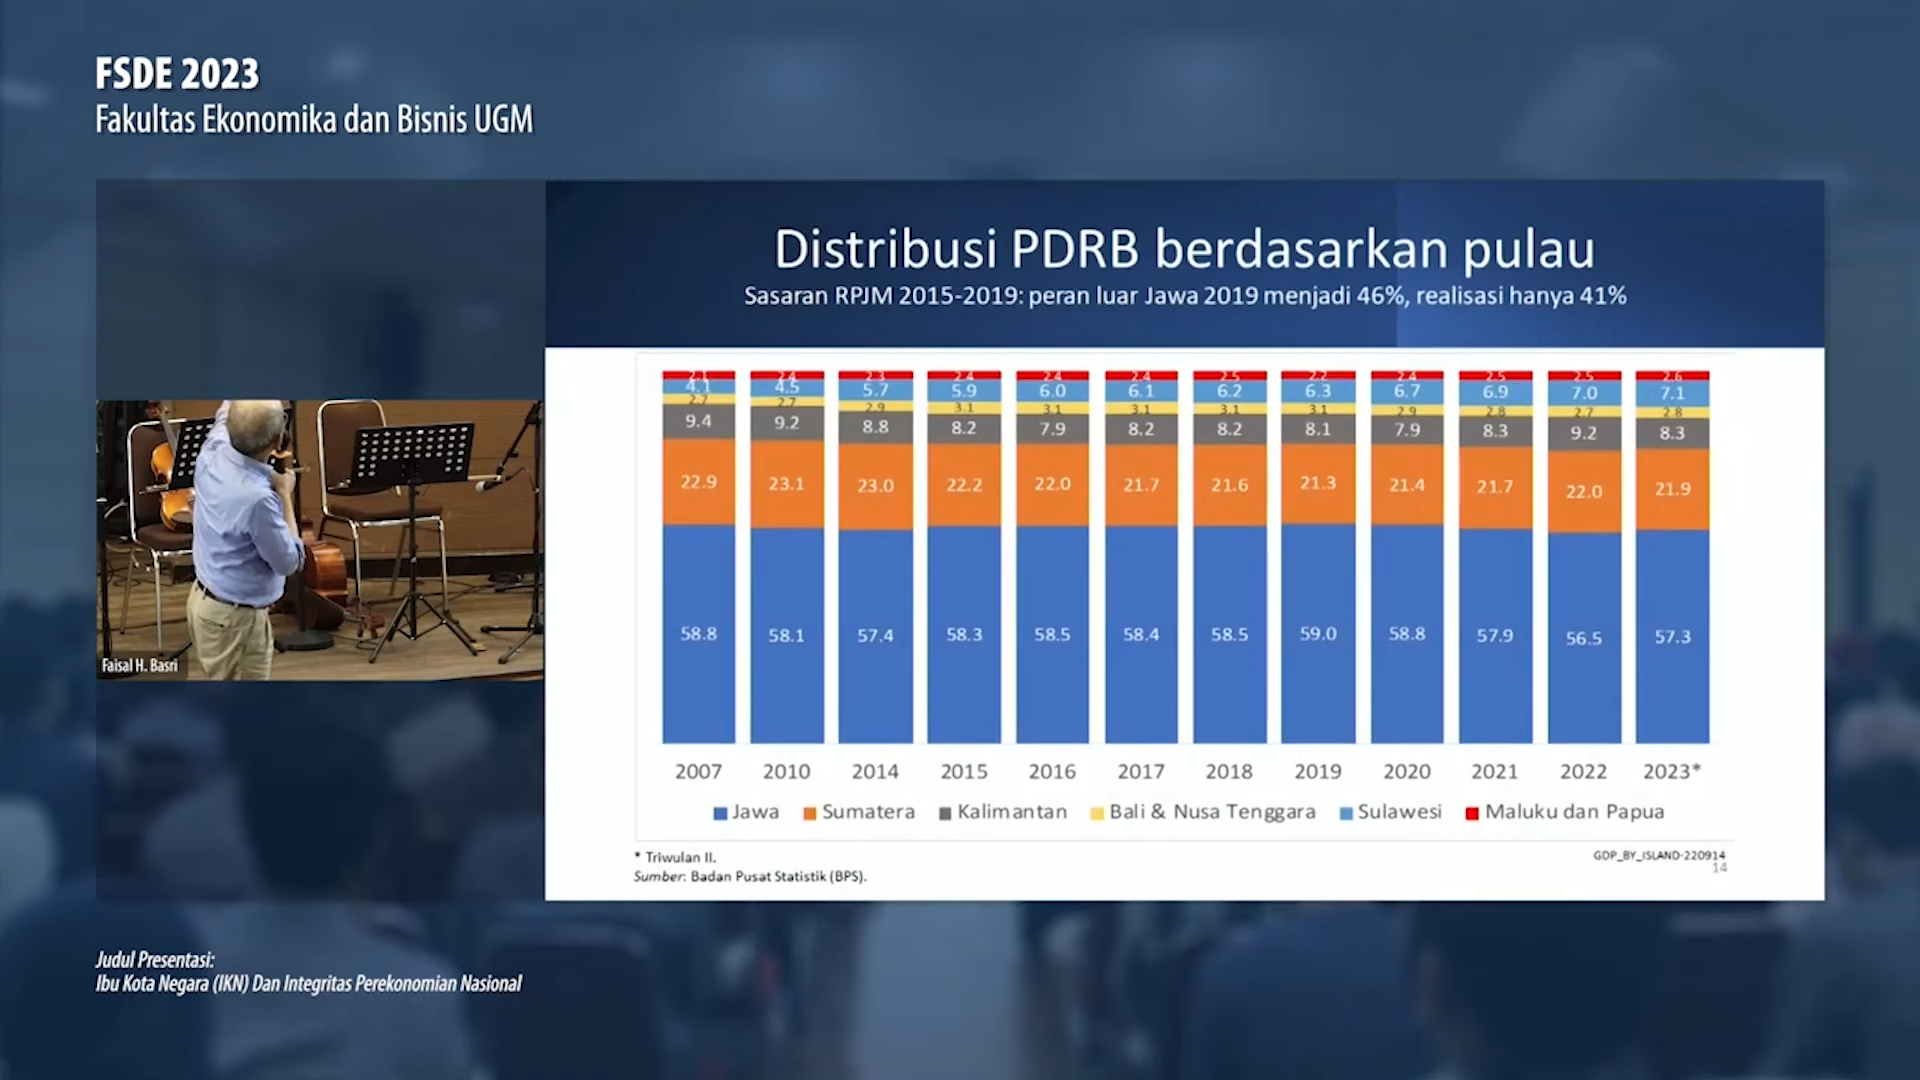 FSDE 2023
Fakultas Ekonomika dan Bisnis UGM
Distribusi PDRB berdasarkan pulau
Sasaran RPJM 2015-2019: peran luar Jawa 2019 menjadi 46%, realisasi hanya 41%
2.1 2.4 2.3 2.4 2.4 2.4 2.5 2.2 2.4 2.5 2.5 2.6
4.1 4.5 5.7 5.9 6.0 6.1 6.2 6.3 6.7 6.9 7.0 7.1
2.7 2.7 2.9 3.1 3.1 3.1 3.1 3.1 2.9 2.8 2.7 2.8
9.4 9.2 8.8 8.2 7.9 8.2 8.2 8.1 7.9 8.3 9.2 8.3
22.9 23.1 23.0 22.2 22.0 21.7 21.6 21.3 21.4 21.7 22.0 21.9
58.8 58.1 57.4 58.3 58.5 58.4 58.5 59.0 58.8 57.9 56.5 57.3
2007 2010 2014 2015 2016 2017 2018 2019 2020 2021 2022 2023*
Jawa Sumatera Kalimantan Bali & Nusa Tenggara Sulawesi Maluku dan Papua
* Triwulan II.
Sumber: Badan Pusat Statistik (BPS).
GDP_BY_ISLAND-220914
14
Faisal H. Basri
Judul Presentasi:
Ibu Kota Negara (IKN) Dan Integritas Perekonomian Nasional